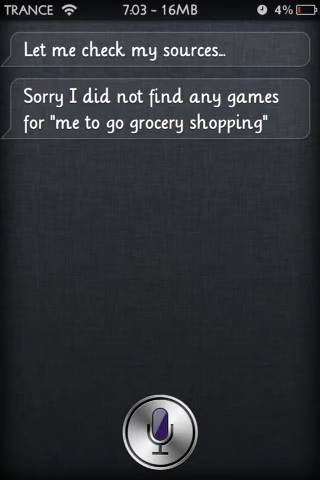 TRANCE 7:03 - 16MB 4%
Let me check my sources...
Sorry I did not find any games
for "me to go grocery shopping"